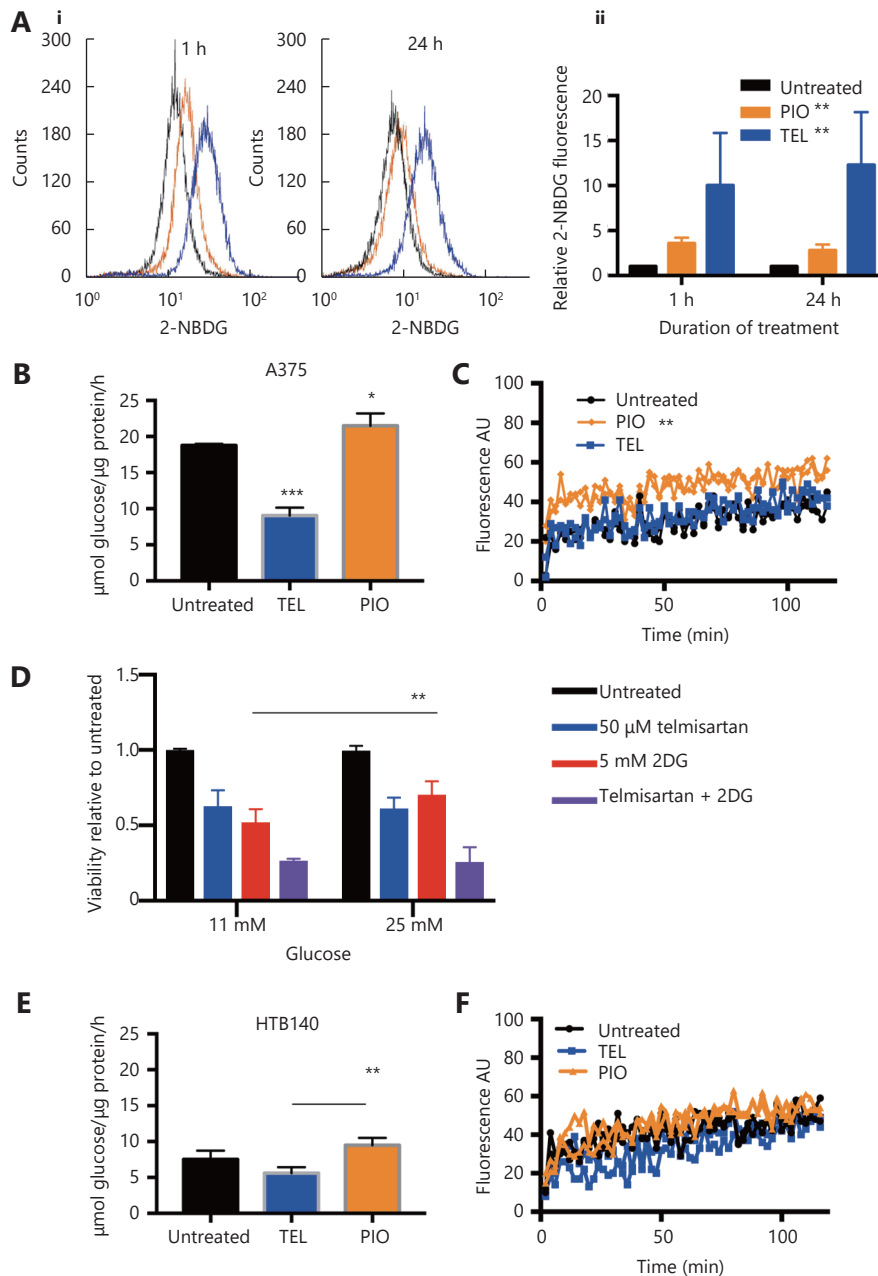 A
i
ii
1 h
24 h
300
240
180
120
60
0
Counts
10⁰
10¹
10²
2-NBDG
300
240
180
120
60
0
Counts
10⁰
10¹
10²
2-NBDG
Untreated
PIO **
TEL **
20
15
10
5
0
Relative 2-NBDG fluorescence
1 h
24 h
Duration of treatment
B
A375
25
20
15
10
5
0
µmol glucose/µg protein/h
***
*
Untreated
TEL
PIO
C
100
80
60
40
20
0
Fluorescence AU
Untreated
PIO **
TEL
0
50
100
Time (min)
D
1.5
1.0
0.5
0
Viability relative to untreated
**
11 mM
25 mM
Glucose
Untreated
50 µM telmisartan
5 mM 2DG
Telmisartan + 2DG
E
HTB140
25
20
15
10
5
0
µmol glucose/µg protein/h
**
Untreated
TEL
PIO
F
100
80
60
40
20
0
Fluorescence AU
Untreated
TEL
PIO
0
50
100
Time (min)